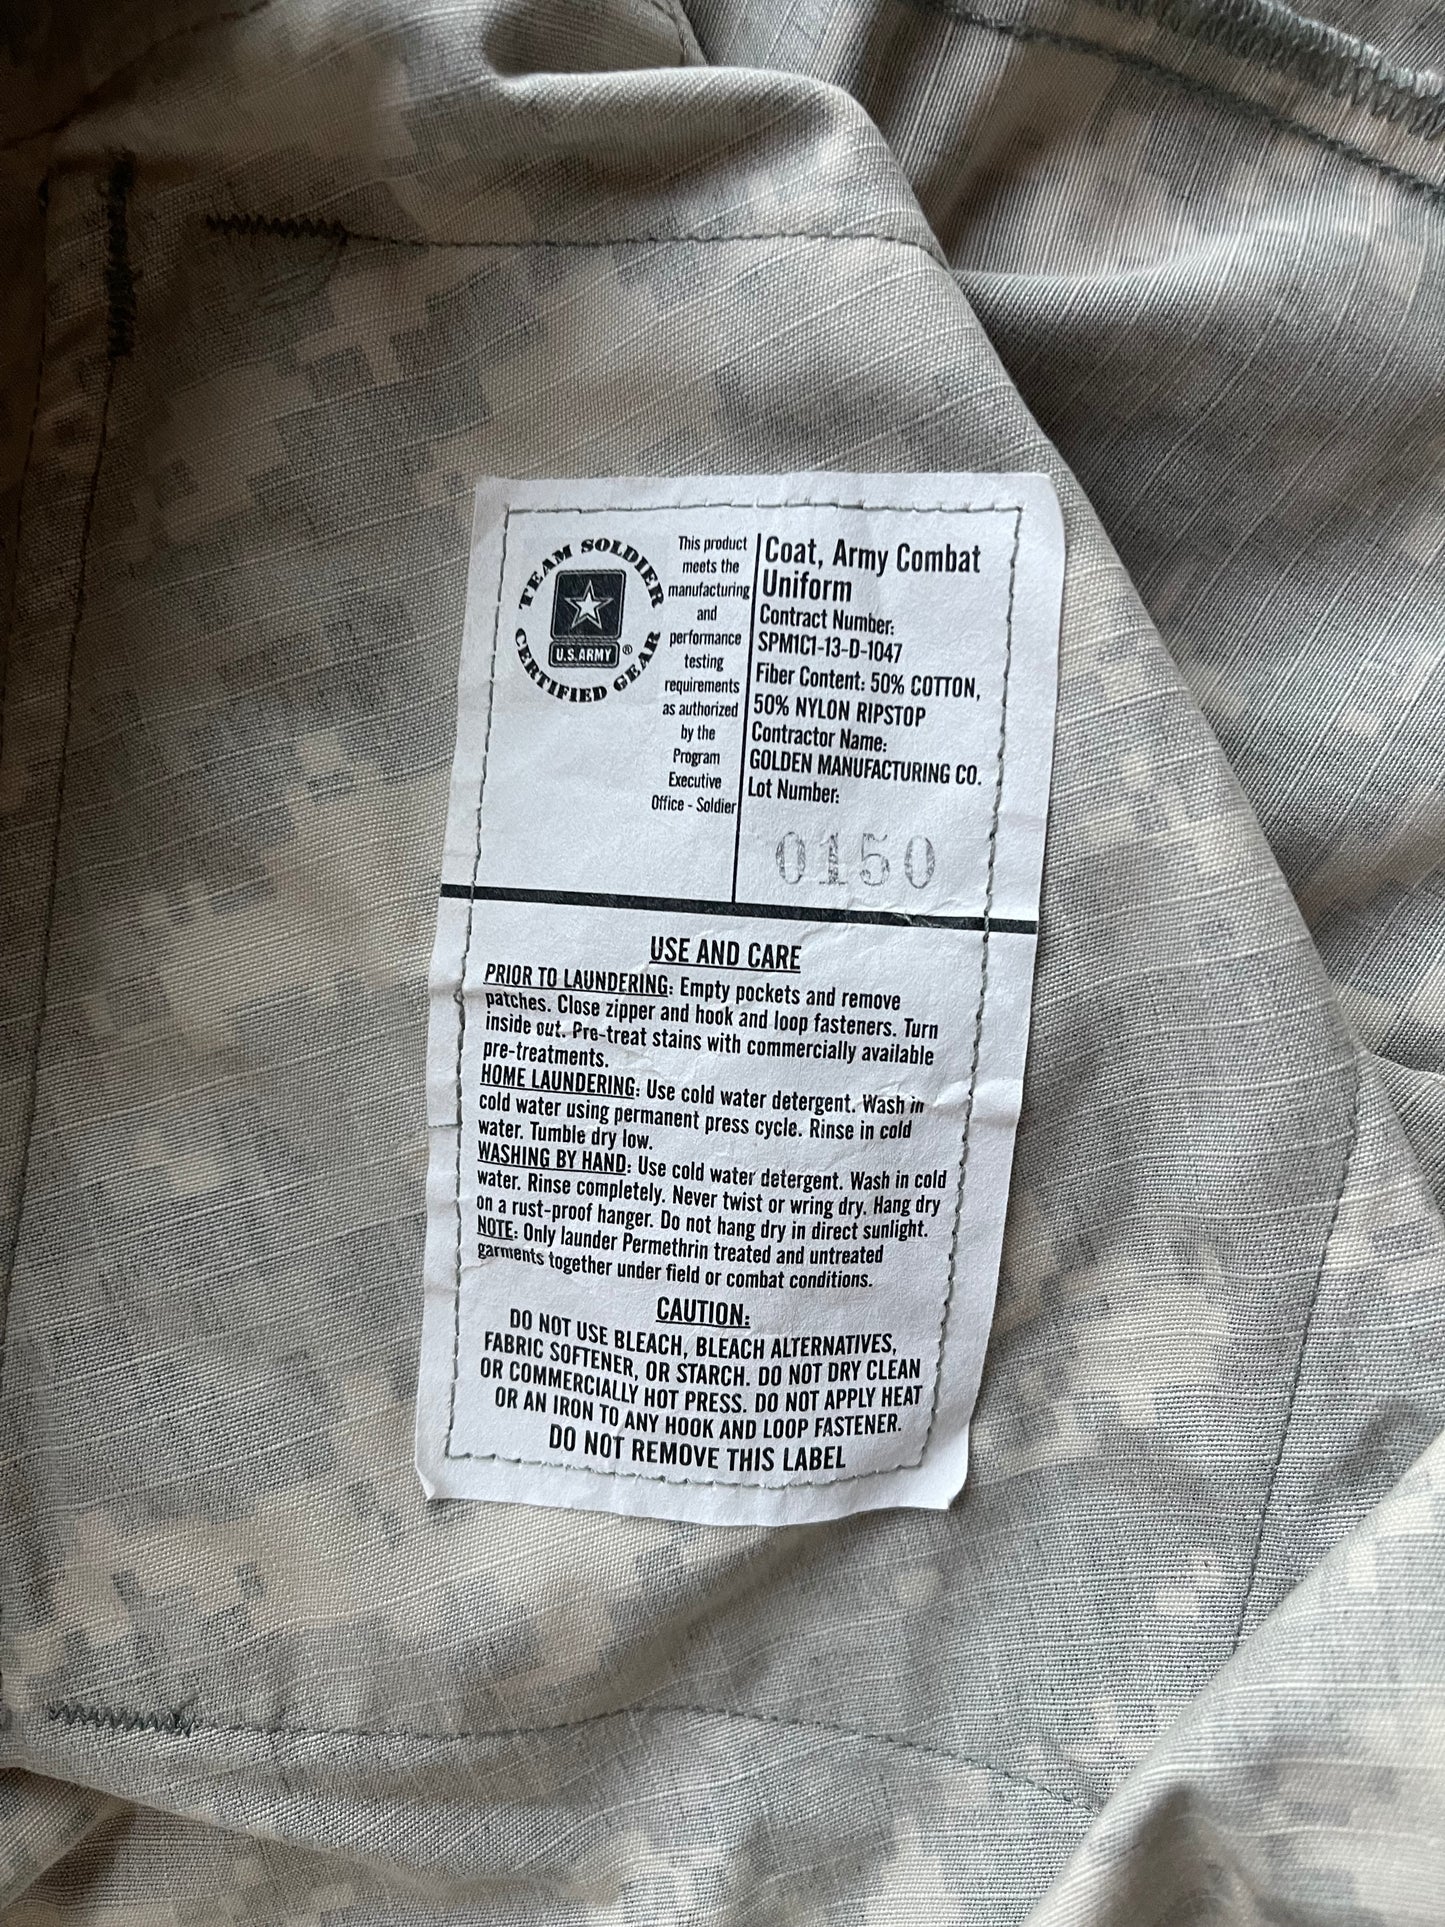 TEAM SOLDIER
U.S.ARMY ®
CERTIFIED GEAR
This product
meets the
manufacturing
and
performance
testing
requirements
as authorized
by the
Program
Executive
Office - Soldier
Coat, Army Combat
Uniform
Contract Number:
SPM1C1-13-D-1047
Fiber Content: 50% COTTON,
50% NYLON RIPSTOP
Contractor Name:
GOLDEN MANUFACTURING CO.
Lot Number:
0150
USE AND CARE
PRIOR TO LAUNDERING: Empty pockets and remove
patches. Close zipper and hook and loop fasteners. Turn
inside out. Pre-treat stains with commercially available
pre-treatments.
HOME LAUNDERING: Use cold water detergent. Wash in
cold water using permanent press cycle. Rinse in cold
water. Tumble dry low.
WASHING BY HAND: Use cold water detergent. Wash in cold
water. Rinse completely. Never twist or wring dry. Hang dry
on a rust-proof hanger. Do not hang dry in direct sunlight.
NOTE: Only launder Permethrin treated and untreated
garments together under field or combat conditions.
CAUTION:
DO NOT USE BLEACH, BLEACH ALTERNATIVES,
FABRIC SOFTENER, OR STARCH. DO NOT DRY CLEAN
OR COMMERCIALLY HOT PRESS. DO NOT APPLY HEAT
OR AN IRON TO ANY HOOK AND LOOP FASTENER.
DO NOT REMOVE THIS LABEL